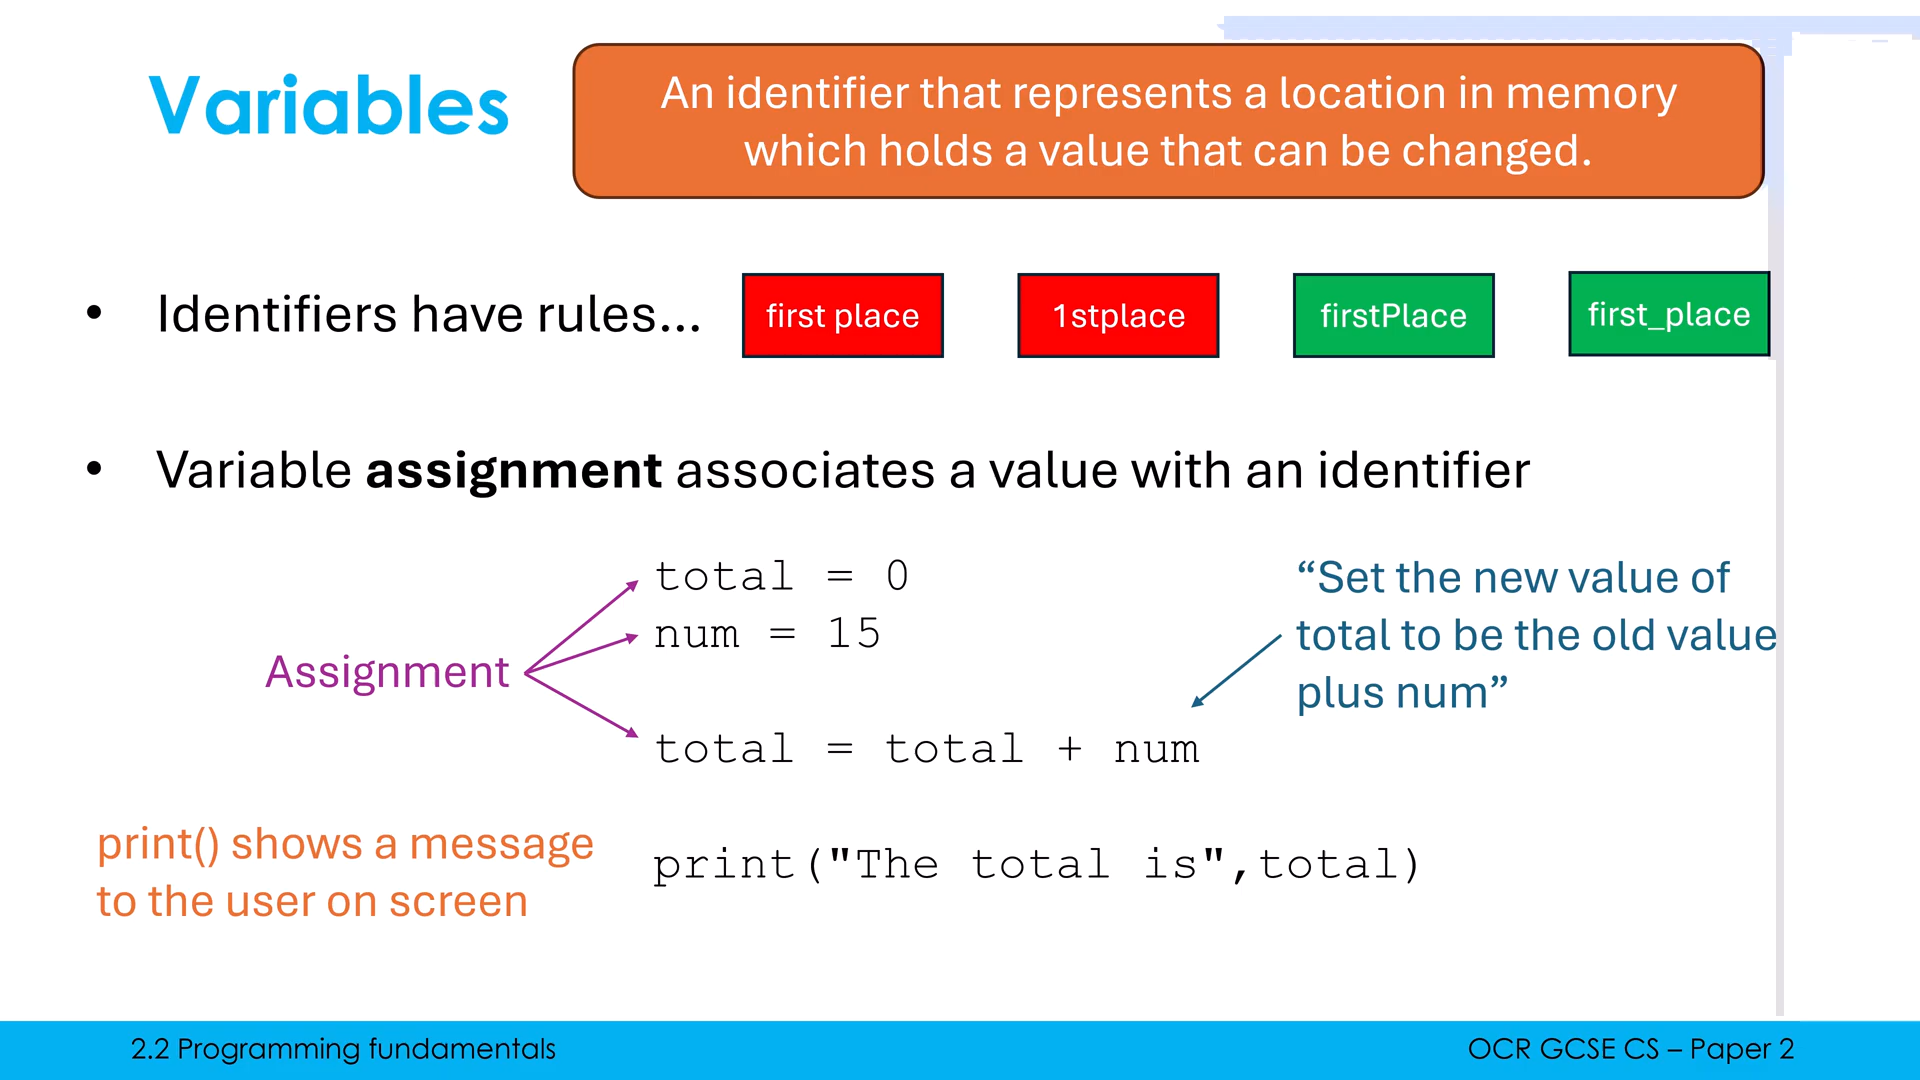 Variables
An identifier that represents a location in memory
which holds a value that can be changed.
• Identifiers have rules...
first place
1stplace
firstPlace
first_place
• Variable assignment associates a value with an identifier
Assignment
total = 0
num = 15
total = total + num
“Set the new value of
total to be the old value
plus num”
print() shows a message
to the user on screen
print("The total is",total)
2.2 Programming fundamentals
OCR GCSE CS – Paper 2